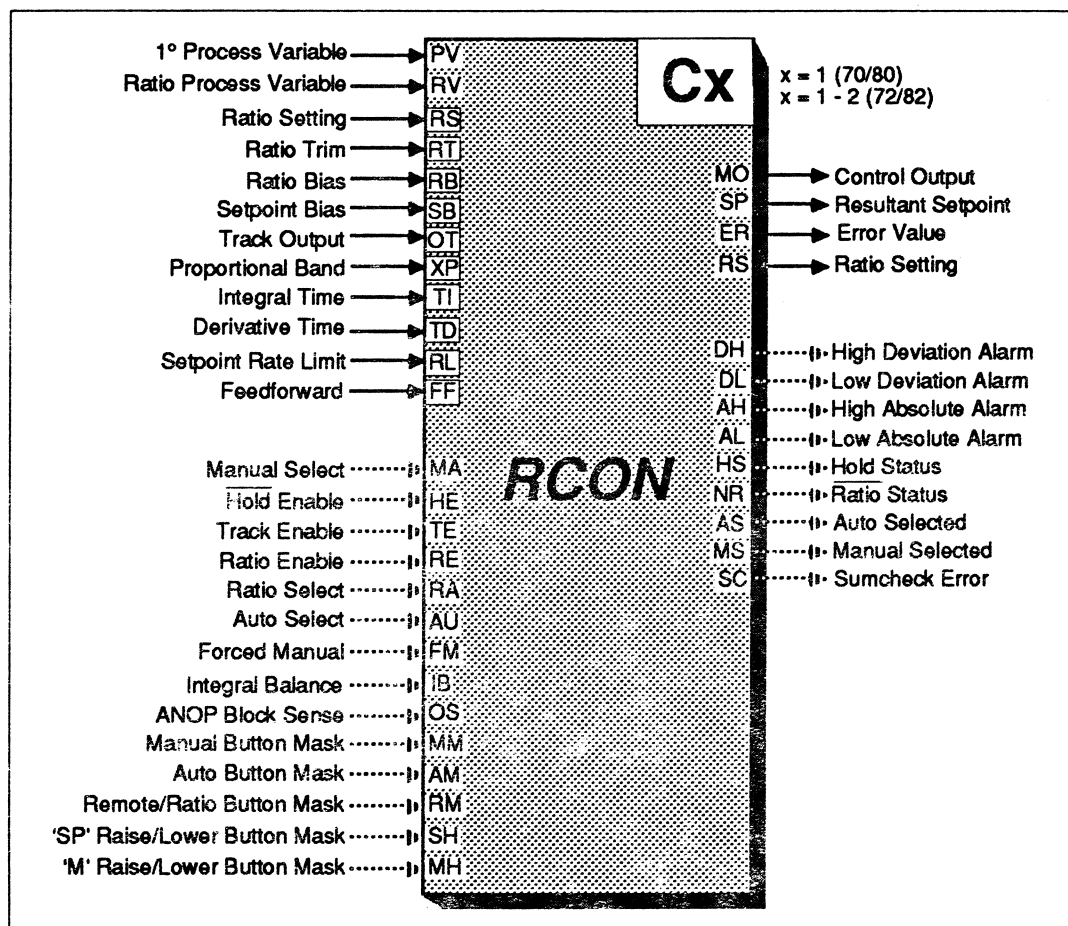 1º Process Variable PV
Ratio Process Variable RV
Ratio Setting RS
Ratio Trim RT
Ratio Bias RB
Setpoint Bias SB
Track Output OT
Proportional Band XP
Integral Time TI
Derivative Time TD
Setpoint Rate Limit RL
Feedforward FF
Manual Select MA
Hold Enable HE
Track Enable TE
Ratio Enable RE
Ratio Select RA
Auto Select AU
Forced Manual FM
Integral Balance IB
ANOP Block Sense OS
Manual Button Mask MM
Auto Button Mask AM
Remote/Ratio Button Mask RM
'SP' Raise/Lower Button Mask SH
'M' Raise/Lower Button Mask MH
RCON
Cx
x = 1 (70/80)
x = 1 - 2 (72/82)
MO Control Output
SP Resultant Setpoint
ER Error Value
RS Ratio Setting
DH High Deviation Alarm
DL Low Deviation Alarm
AH High Absolute Alarm
AL Low Absolute Alarm
HS Hold Status
NR Ratio Status
AS Auto Selected
MS Manual Selected
SC Sumcheck Error